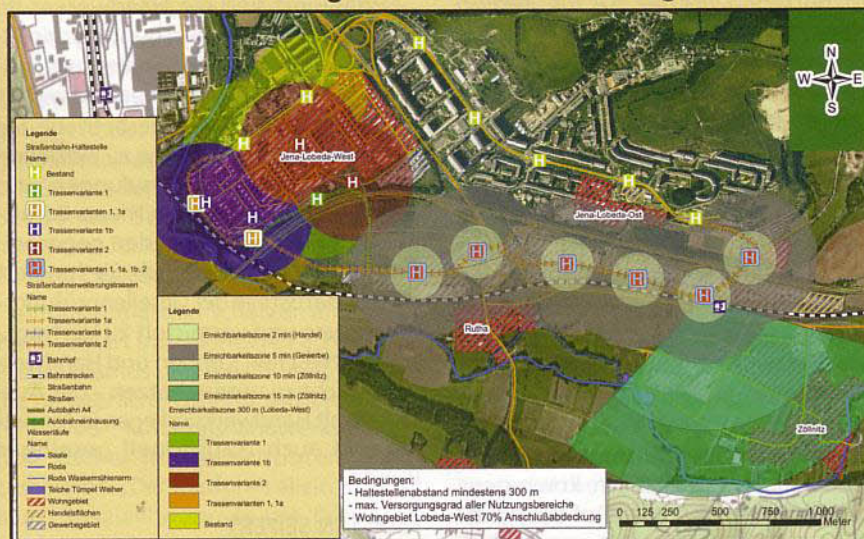 N
W E
S
Jena-Lobeda-West
Jena-Lobeda-Ost
Rutha
Zöllnitz
Legende
Straßenbahn-Haltestelle
Name
H Bestand
H Trassenvariante 1
H Trassenvarianten 1, 1a
H Trassenvariante 1b
H Trassenvariante 2
H Trassenvarianten 1, 1a, 1b, 2
Straßenbahnerweiterungstrassen
Name
Trassenvariante 1
Trassenvariante 1a
Trassenvariante 1b
Trassenvariante 2
Bahnhof
Bahnstrecken
Straßenbahn
Straßen
Autobahn A4
Autobahneinhausung
Wasserläufe
Name
Saale
Roda
Roda Wassermühlenarm
Teiche Tümpel Weiher
Wohngebiet
Handelsflächen
Gewerbegebiet
Legende
Erreichbarkeitszone 2 min (Handel)
Erreichbarkeitszone 5 min (Gewerbe)
Erreichbarkeitszone 10 min (Zöllnitz)
Erreichbarkeitszone 15 min (Zöllnitz)
Erreichbarkeitszone 300 m (Lobeda-West)
Name
Trassenvariante 1
Trassenvariante 1b
Trassenvariante 2
Trassenvarianten 1, 1a
Bestand
Bedingungen:
- Haltestellenabstand mindestens 300 m
- max. Versorgungsgrad aller Nutzungsbereiche
- Wohngebiet Lobeda-West 70% Anschlußabdeckung
0 125 250 500 750 1 000
Meter